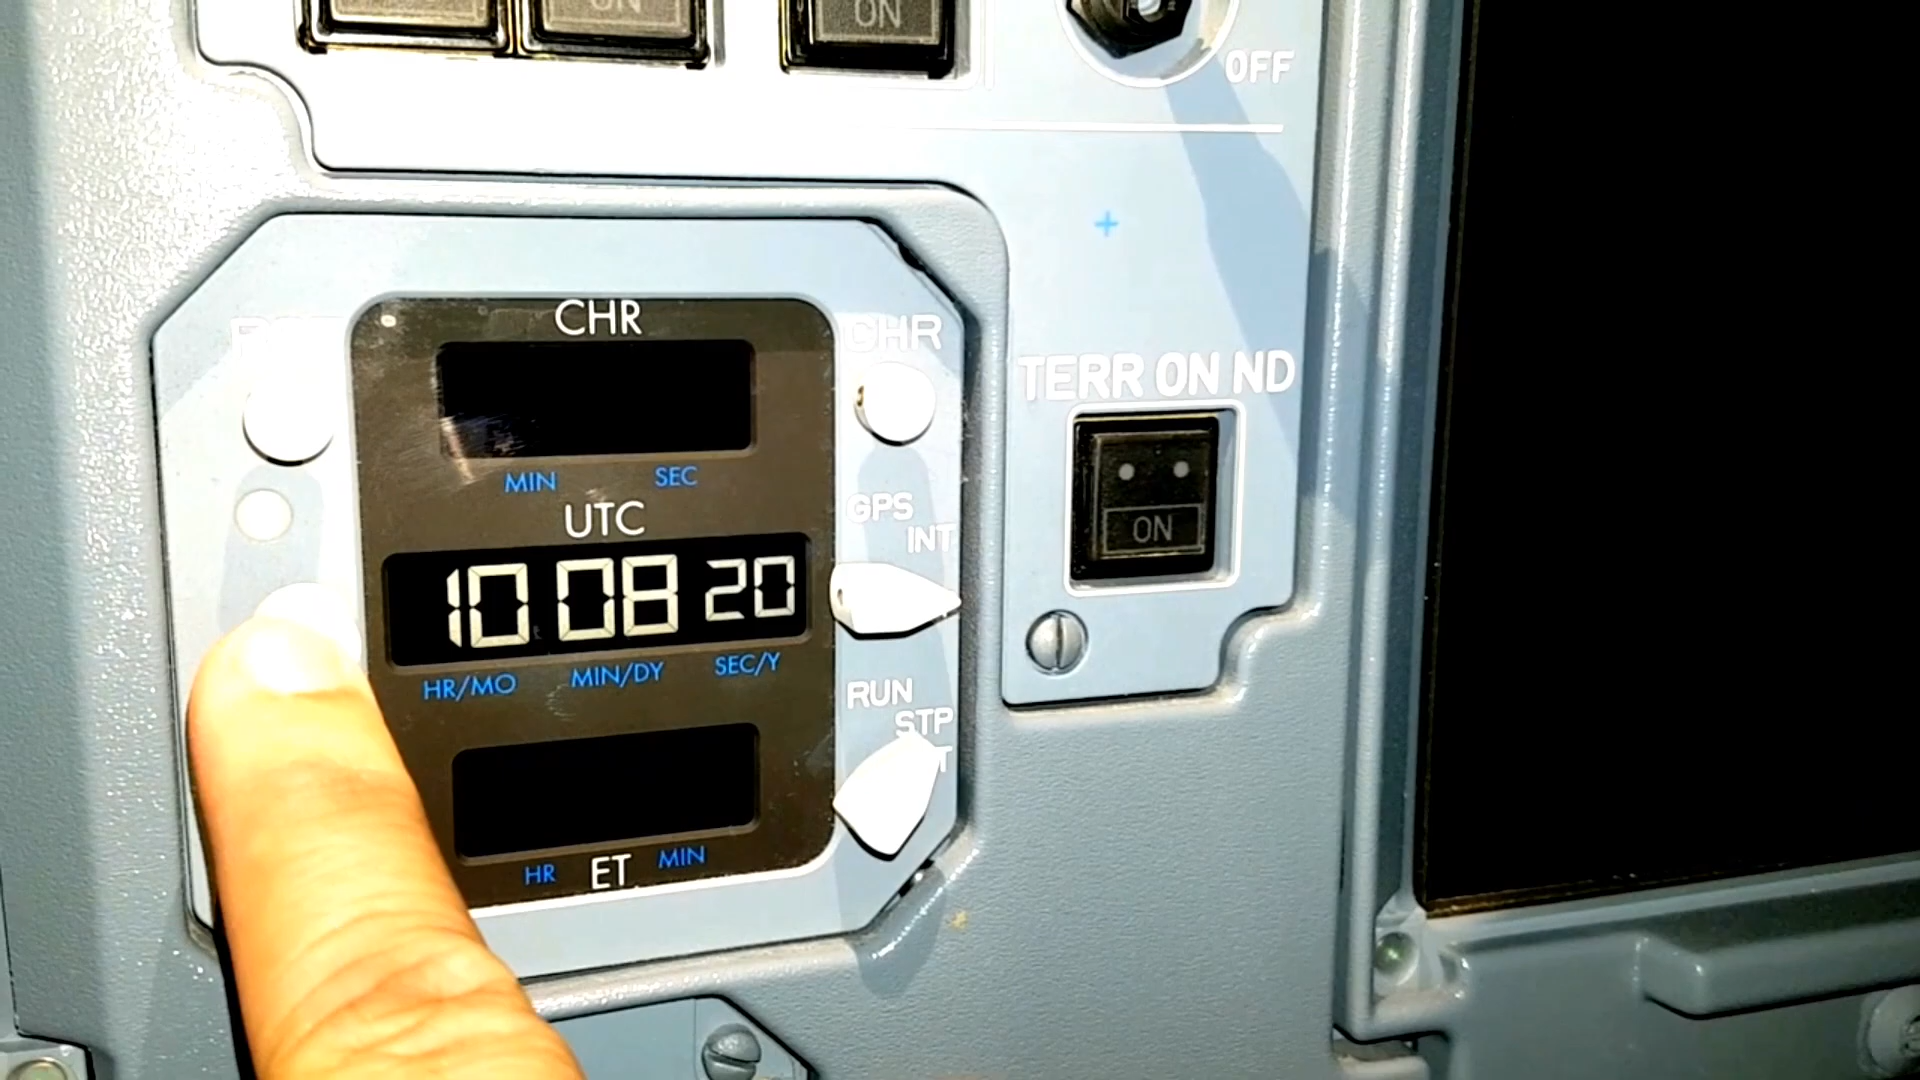 ON
ON
OFF
CHR
CHR
MIN SEC
TERR ON ND
ON
UTC
GPS
INT
10 08 20
HR/MO MIN/DY SEC/Y
RUN
STP
HR ET MIN